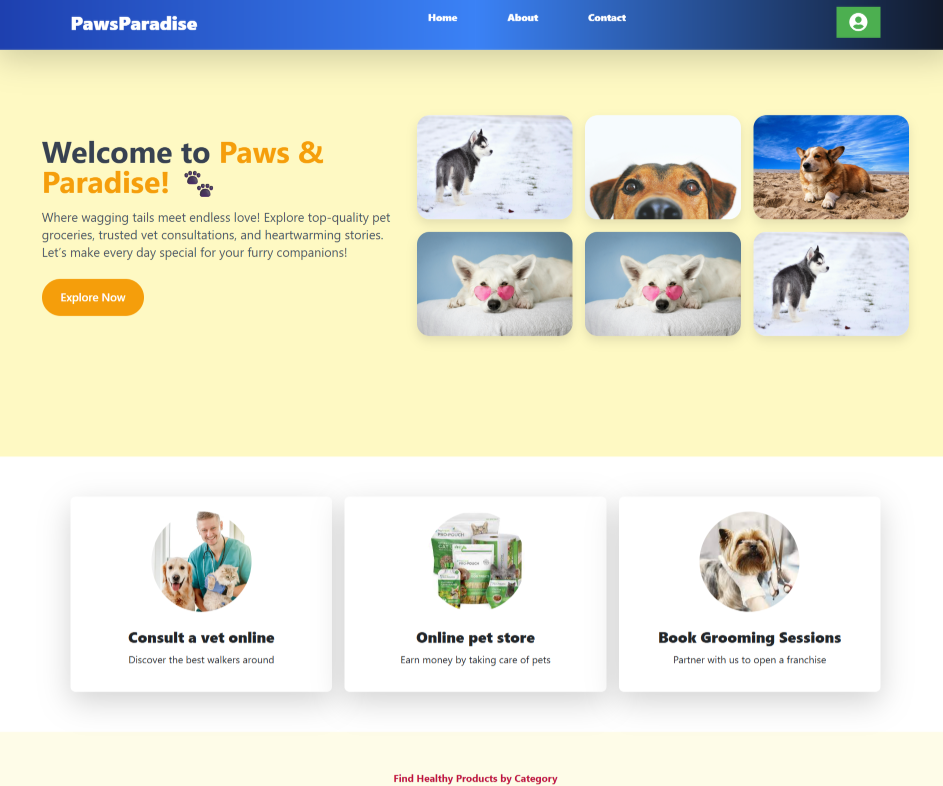 PawsParadise
Home
About
Contact
Welcome to Paws &
Paradise!
Where wagging tails meet endless love! Explore top-quality pet
groceries, trusted vet consultations, and heartwarming stories.
Let's make every day special for your furry companions!
Explore Now
Consult a vet online
Discover the best walkers around
Online pet store
Earn money by taking care of pets
Book Grooming Sessions
Partner with us to open a franchise
Find Healthy Products by Category